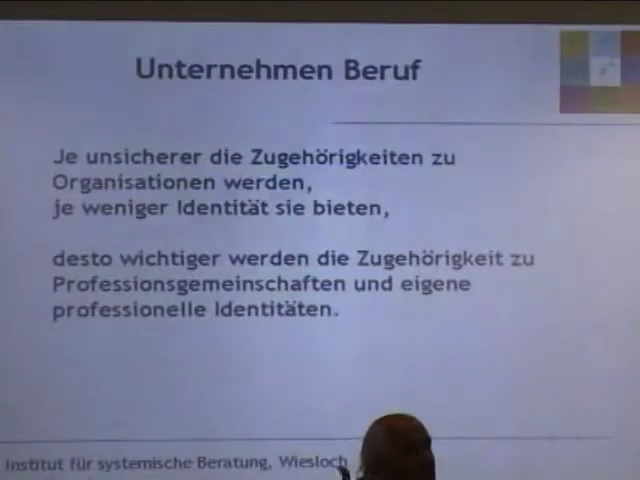 Unternehmen Beruf
Je unsicherer die Zugehörigkeiten zu
Organisationen werden,
je weniger Identität sie bieten,
desto wichtiger werden die Zugehörigkeit zu
Professionsgemeinschaften und eigene
professionelle Identitäten.
Institut für systemische Beratung, Wiesloch